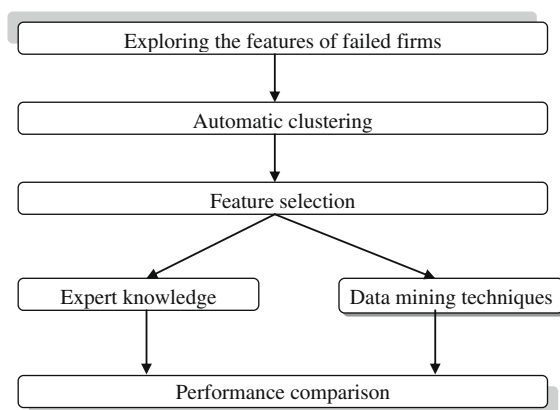 Exploring the features of failed firms
Automatic clustering
Feature selection
Expert knowledge
Data mining techniques
Performance comparison